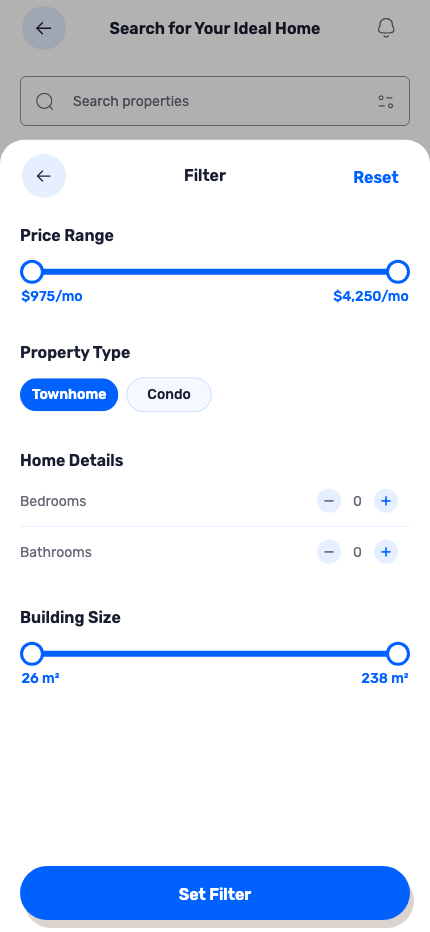 Search for Your Ideal Home
Search properties
Filter
Reset
Price Range
$975/mo
$4,250/mo
Property Type
Townhome
Condo
Home Details
Bedrooms
0
Bathrooms
0
Building Size
26 m²
238 m²
Set Filter